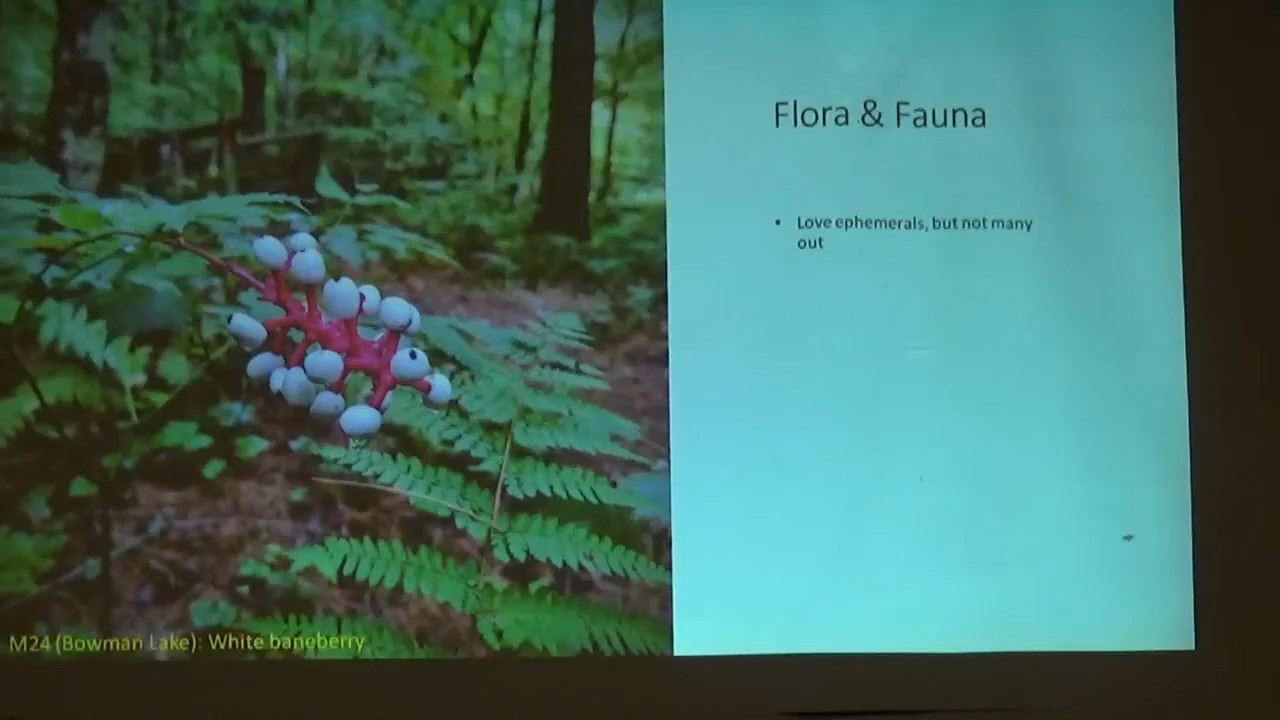 Flora & Fauna
• Love ephemerals, but not many
out
M24 (Bowman Lake): White baneberry